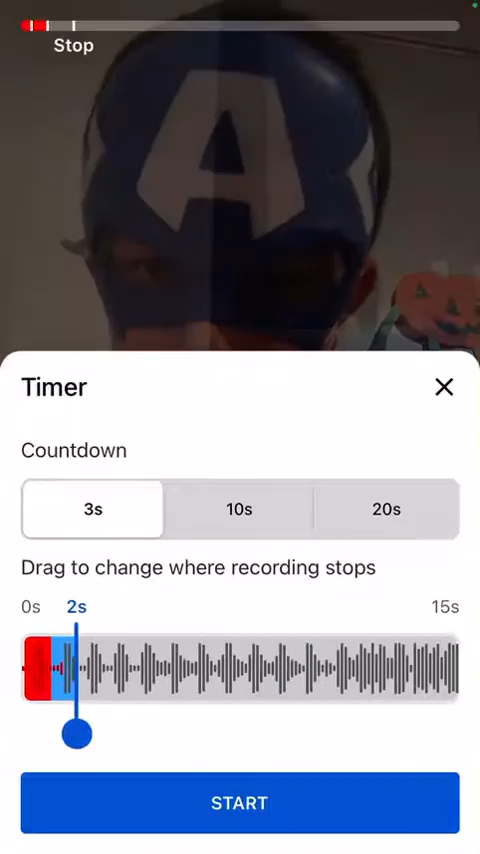 Stop
A
Timer
Countdown
3s 10s 20s
Drag to change where recording stops
0s 2s 15s
START